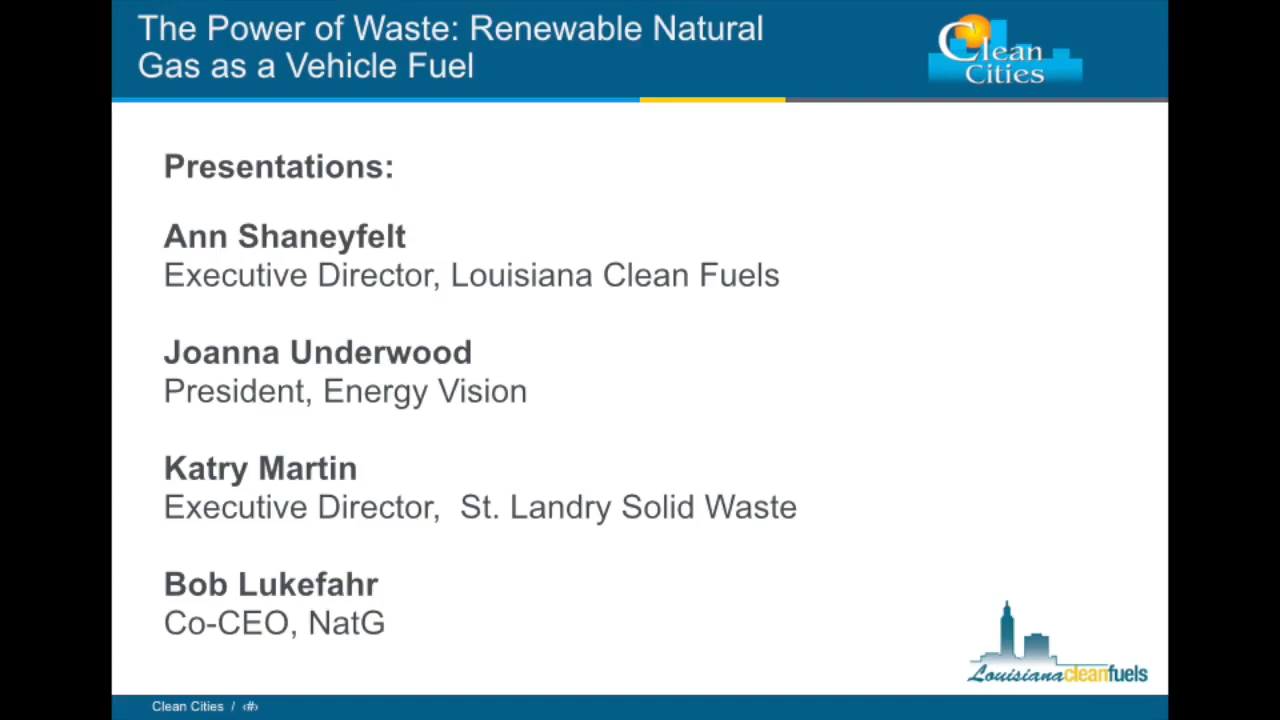 The Power of Waste: Renewable Natural
Gas as a Vehicle Fuel
Clean
Cities
Presentations:
Ann Shaneyfelt
Executive Director, Louisiana Clean Fuels
Joanna Underwood
President, Energy Vision
Katry Martin
Executive Director,  St. Landry Solid Waste
Bob Lukefahr
Co-CEO, NatG
Louisianacleanfuels
Clean Cities / ‹#›